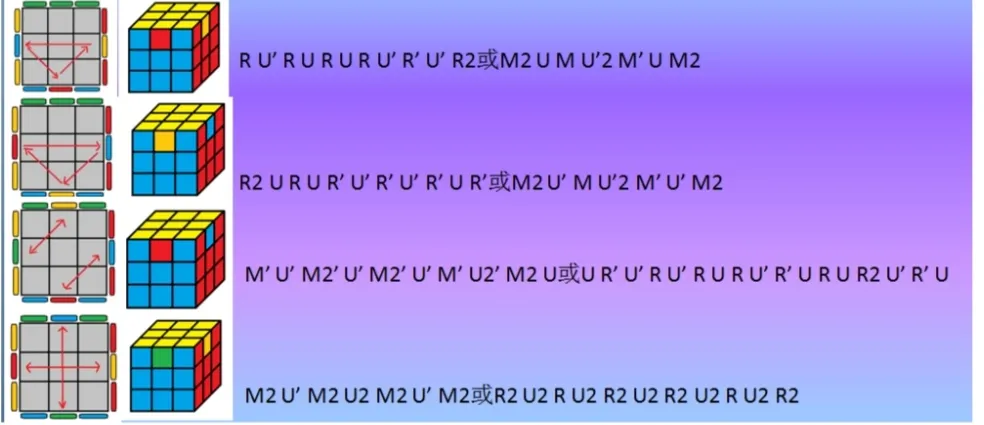 R U’ R U R U R U’ R’ U’ R2或M2 U M U’2 M’ U M2
R2 U R U R’ U’ R’ U’ R’ U R’或M2 U’ M U’2 M’ U’ M2
M’ U’ M2’ U’ M2’ U’ M’ U2’ M2 U或U R’ U’ R U’ R U R U’ R’ U R U R2 U’ R’ U
M2 U’ M2 U2 M2 U’ M2或R2 U2 R U2 R2 U2 R2 U2 R U2 R2